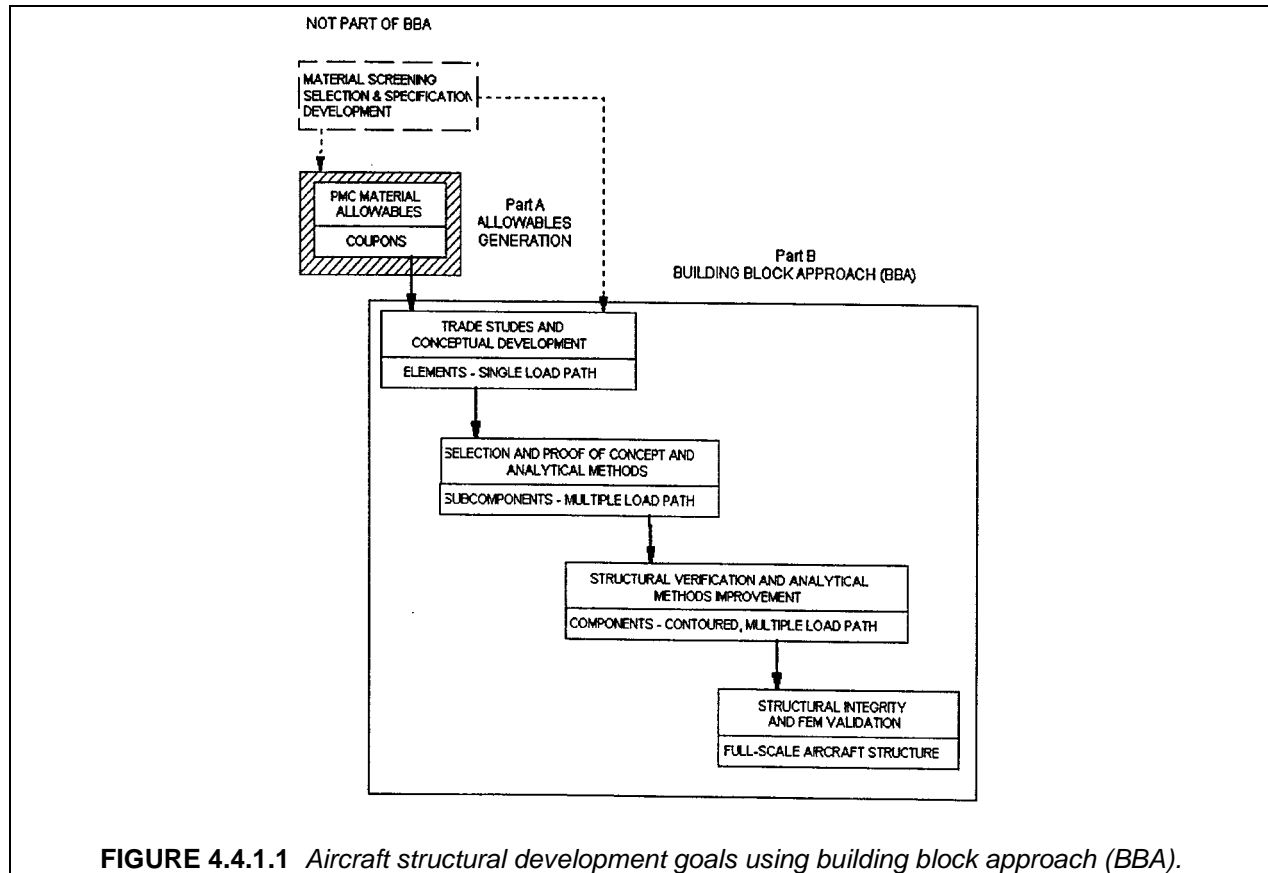 NOT PART OF BBA
MATERIAL SCREENING
SELECTION & SPECIFICATION
DEVELOPMENT
PMC MATERIAL
ALLOWABLES
COUPONS
Part A
ALLOWABLES
GENERATION
Part B
BUILDING BLOCK APPROACH (BBA)
TRADE STUDES AND
CONCEPTUAL DEVELOPMENT
ELEMENTS - SINGLE LOAD PATH
SELECTION AND PROOF OF CONCEPT AND
ANALYTICAL METHODS
SUBCOMPONENTS - MULTIPLE LOAD PATH
STRUCTURAL VERIFICATION AND ANALYTICAL
METHODS IMPROVEMENT
COMPONENTS - CONTOURED, MULTIPLE LOAD PATH
STRUCTURAL INTEGRITY
AND FEM VALIDATION
FULL-SCALE AIRCRAFT STRUCTURE
FIGURE 4.4.1.1 Aircraft structural development goals using building block approach (BBA).